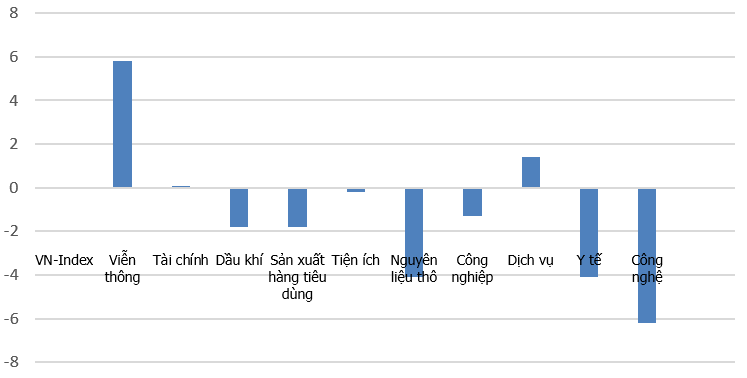 8
6
4
2
0
-2
-4
-6
-8
VN-Index
Viễn
thông
Tài chính
Dầu khí
Sản xuất
hàng tiêu
dùng
Tiện ích
Nguyên
liệu thô
Công
nghiệp
Dịch vụ
Y tế
Công
nghệ